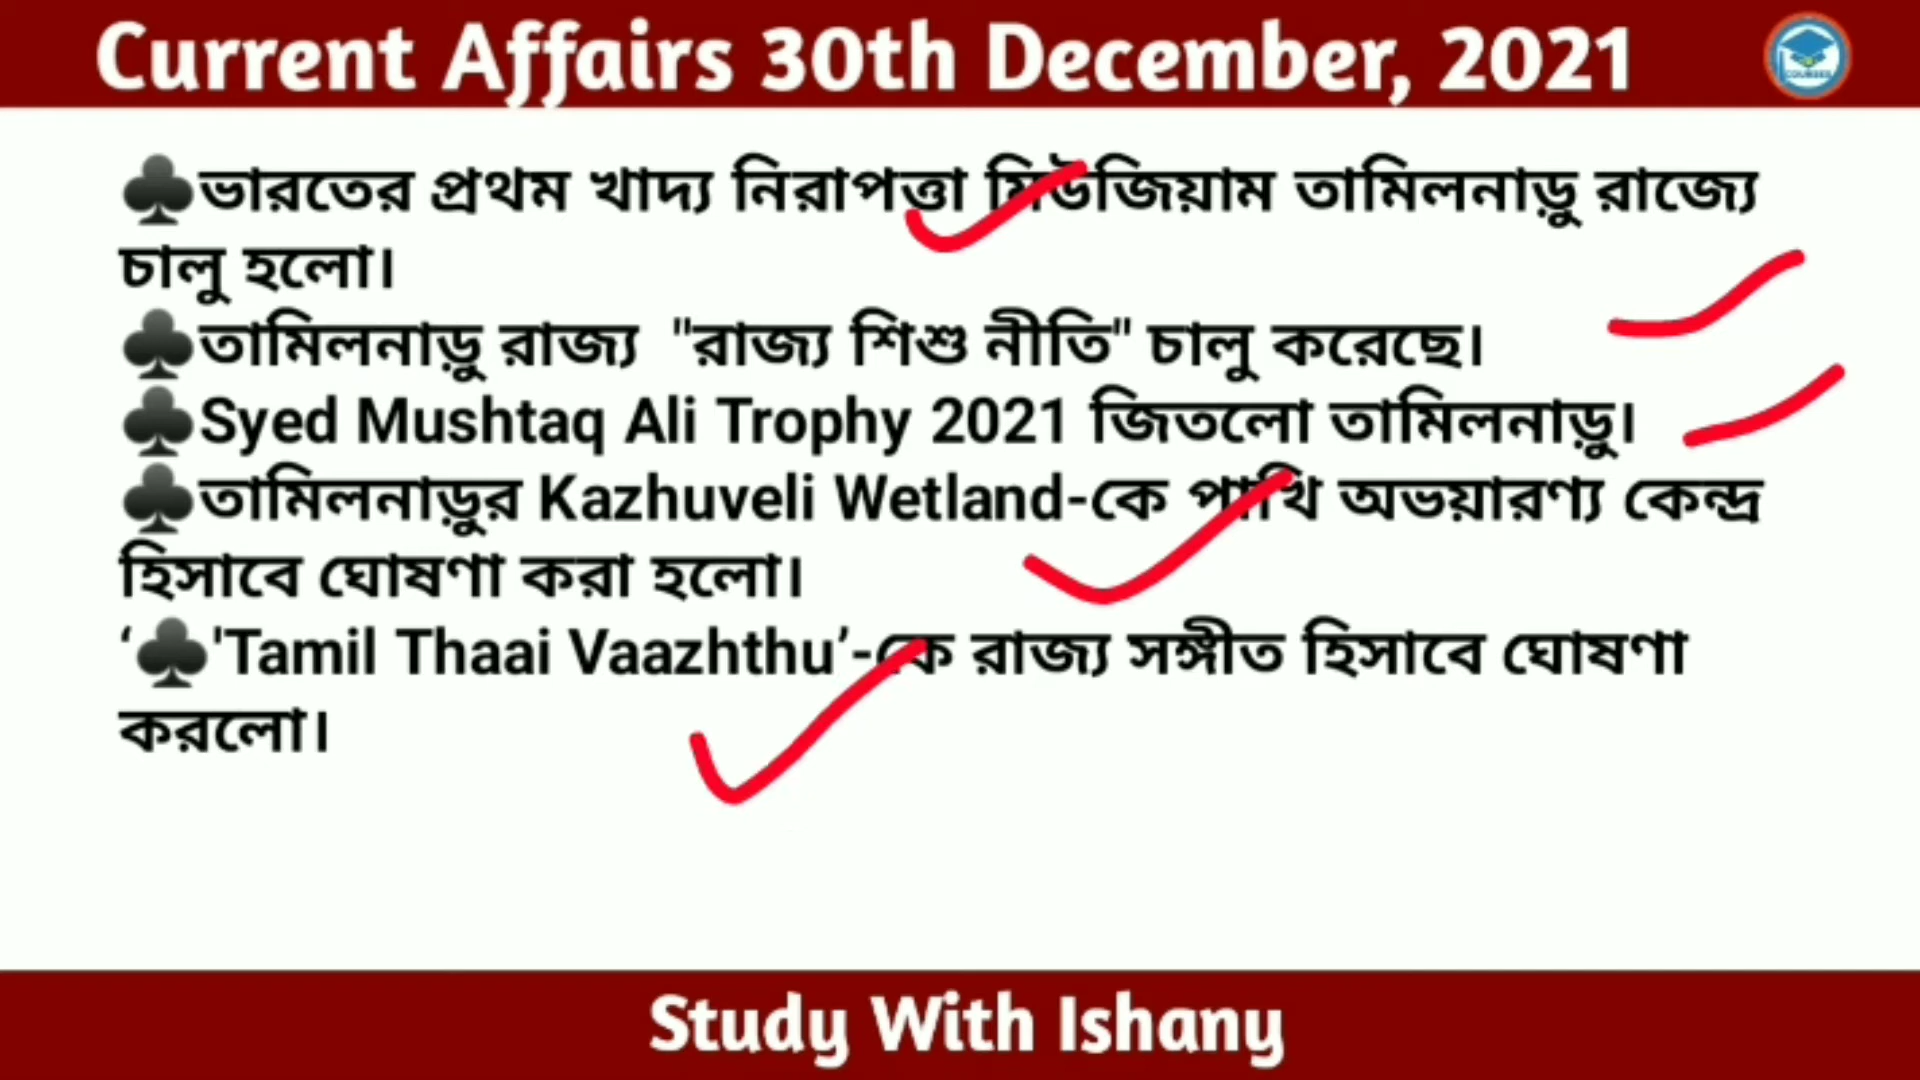 Current Affairs 30th December, 2021
COURSES
♣ভারতের প্রথম খাদ্য নিরাপত্তা মিউজিয়াম তামিলনাড়ু রাজ্যে
চালু হলো।
♣তামিলনাড়ু রাজ্য "রাজ্য শিশু নীতি" চালু করেছে।
♣Syed Mushtaq Ali Trophy 2021 জিতলো তামিলনাড়ু।
♣তামিলনাড়ুর Kazhuveli Wetland-কে পাখি অভয়ারণ্য কেন্দ্র
হিসাবে ঘোষণা করা হলো।
‘♣'Tamil Thaai Vaazhthu’-কে রাজ্য সঙ্গীত হিসাবে ঘোষণা
করলো।
Study With Ishany